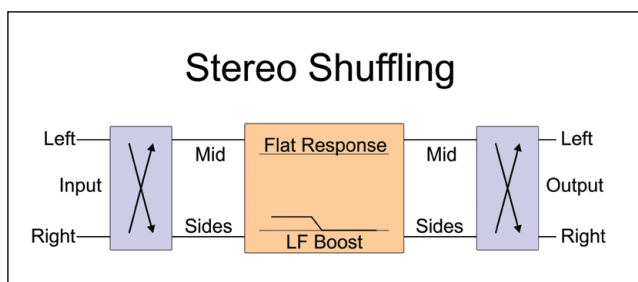 Stereo Shuffling
Left
Mid
Flat Response
Mid
Left
Input
Output
Right
Sides
LF Boost
Sides
Right